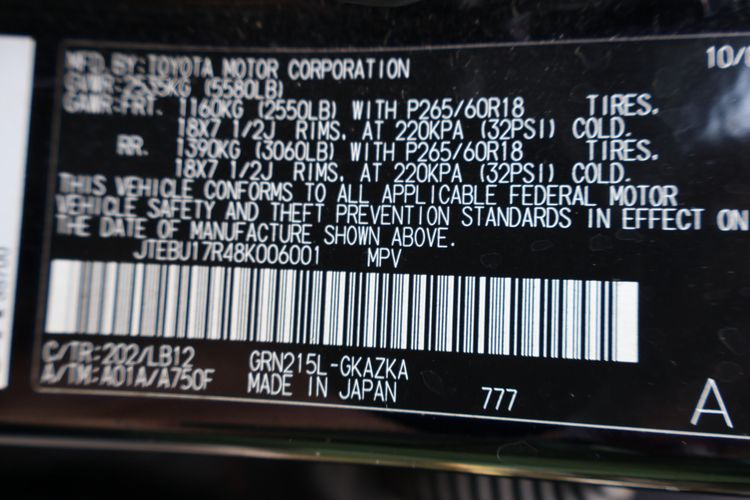 MFD. BY: TOYOTA MOTOR CORPORATION 10/
GAWR: 2535KG (5580LB)
GAWR: FRT. 1160KG (2550LB) WITH P265/60R18 TIRES.
18X7 1/2J RIMS. AT 220KPA (32PSI) COLD.
RR. 1390KG (3060LB) WITH P265/60R18 TIRES.
18X7 1/2J RIMS. AT 220KPA (32PSI) COLD.
THIS VEHICLE CONFORMS TO ALL APPLICABLE FEDERAL MOTOR
VEHICLE SAFETY AND THEFT PREVENTION STANDARDS IN EFFECT ON
THE DATE OF MANUFACTURE SHOWN ABOVE.
JTEBU17R48K006001 MPV
C/TR: 202/LB12 GRN215L-GKAZKA
A/TM: A01A/A750F MADE IN JAPAN 777
A